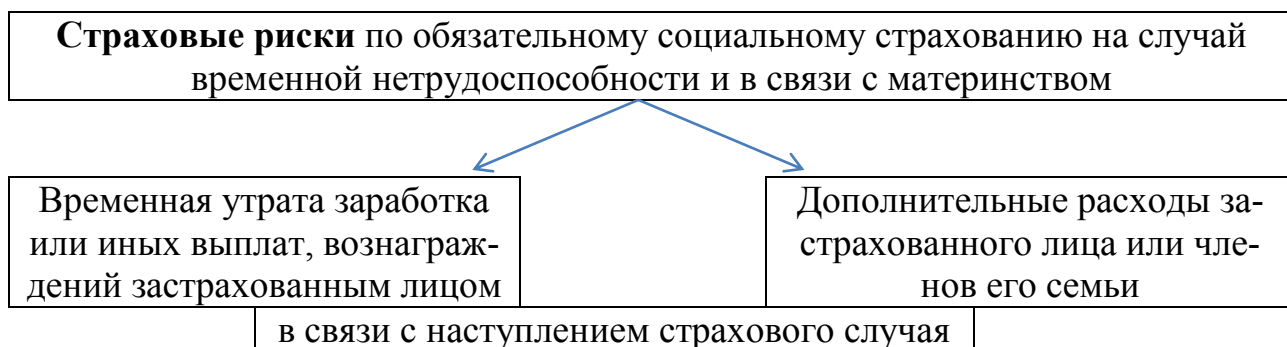 Страховые риски по обязательному социальному страхованию на случай
временной нетрудоспособности и в связи с материнством
Временная утрата заработка
или иных выплат, вознаграж-
дений застрахованным лицом
Дополнительные расходы за-
страхованного лица или чле-
нов его семьи
в связи с наступлением страхового случая